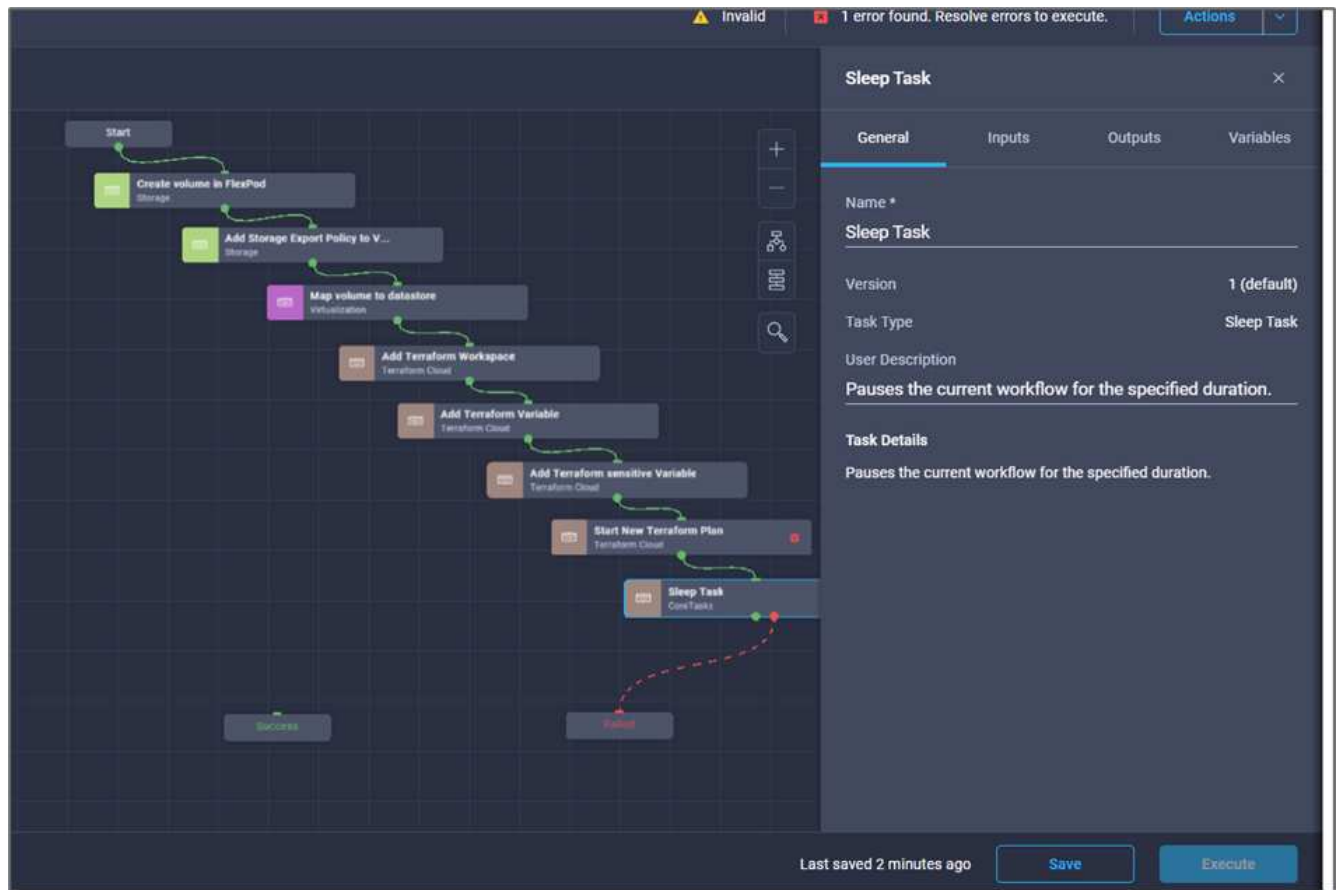 Invalid
1 error found. Resolve errors to execute.
Actions
Sleep Task
General Inputs Outputs Variables
Name *
Sleep Task
Version 1 (default)
Task Type Sleep Task
User Description
Pauses the current workflow for the specified duration.
Task Details
Pauses the current workflow for the specified duration.
Start
Create volume in FlexPod
Storage
Add Storage Export Policy to V...
Storage
Map volume to datastore
Virtualization
Add Terraform Workspace
Terraform Cloud
Add Terraform Variable
Terraform Cloud
Add Terraform sensitive Variable
Terraform Cloud
Start New Terraform Plan
Terraform Cloud
Sleep Task
CoreTasks
Success
Failed
Last saved 2 minutes ago
Save
Execute